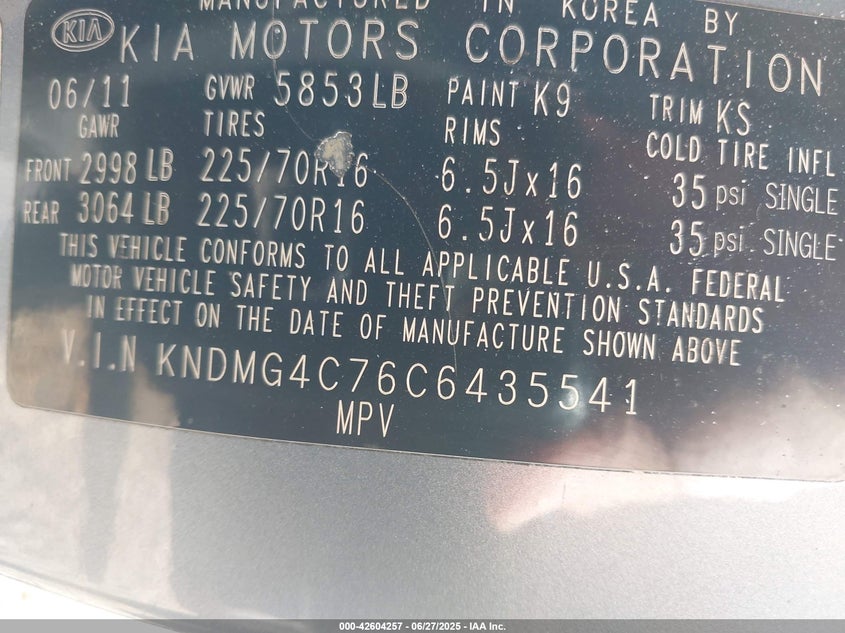 MANUFACTURED IN KOREA BY
KIA KIA MOTORS CORPORATION
06/11 GVWR 5853LB PAINT K9 TRIM KS
GAWR TIRES RIMS COLD TIRE INFL
FRONT 2998 LB 225/70R16 6.5Jx16 35 psi SINGLE
REAR 3064 LB 225/70R16 6.5Jx16 35 psi SINGLE
THIS VEHICLE CONFORMS TO ALL APPLICABLE U.S.A. FEDERAL
MOTOR VEHICLE SAFETY AND THEFT PREVENTION STANDARDS
IN EFFECT ON THE DATE OF MANUFACTURE SHOWN ABOVE
V.I.N KNDMG4C76C6435541
MPV
000-42604257 - 06/27/2025 - IAA Inc.